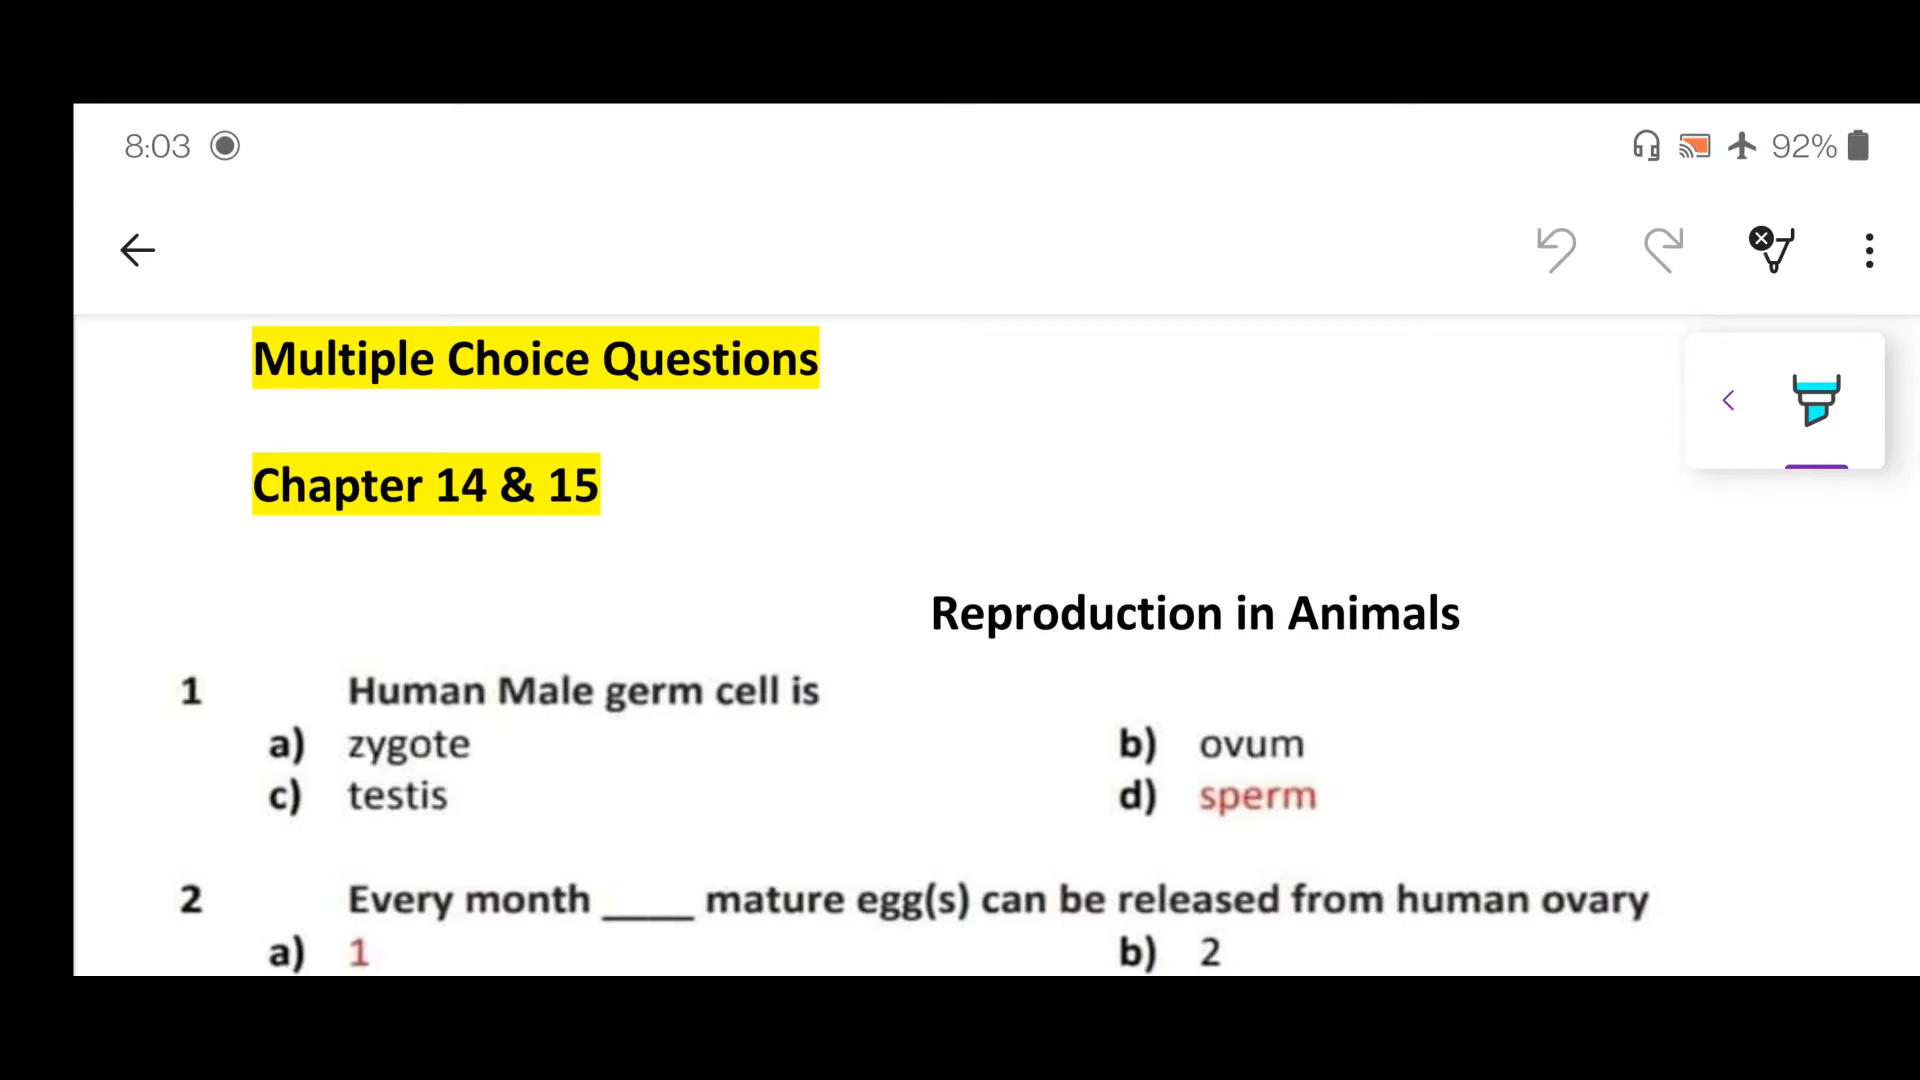 8:03 92%
Multiple Choice Questions
Chapter 14 & 15
Reproduction in Animals
1 Human Male germ cell is
a) zygote b) ovum
c) testis d) sperm
2 Every month ____ mature egg(s) can be released from human ovary
a) 1 b) 2